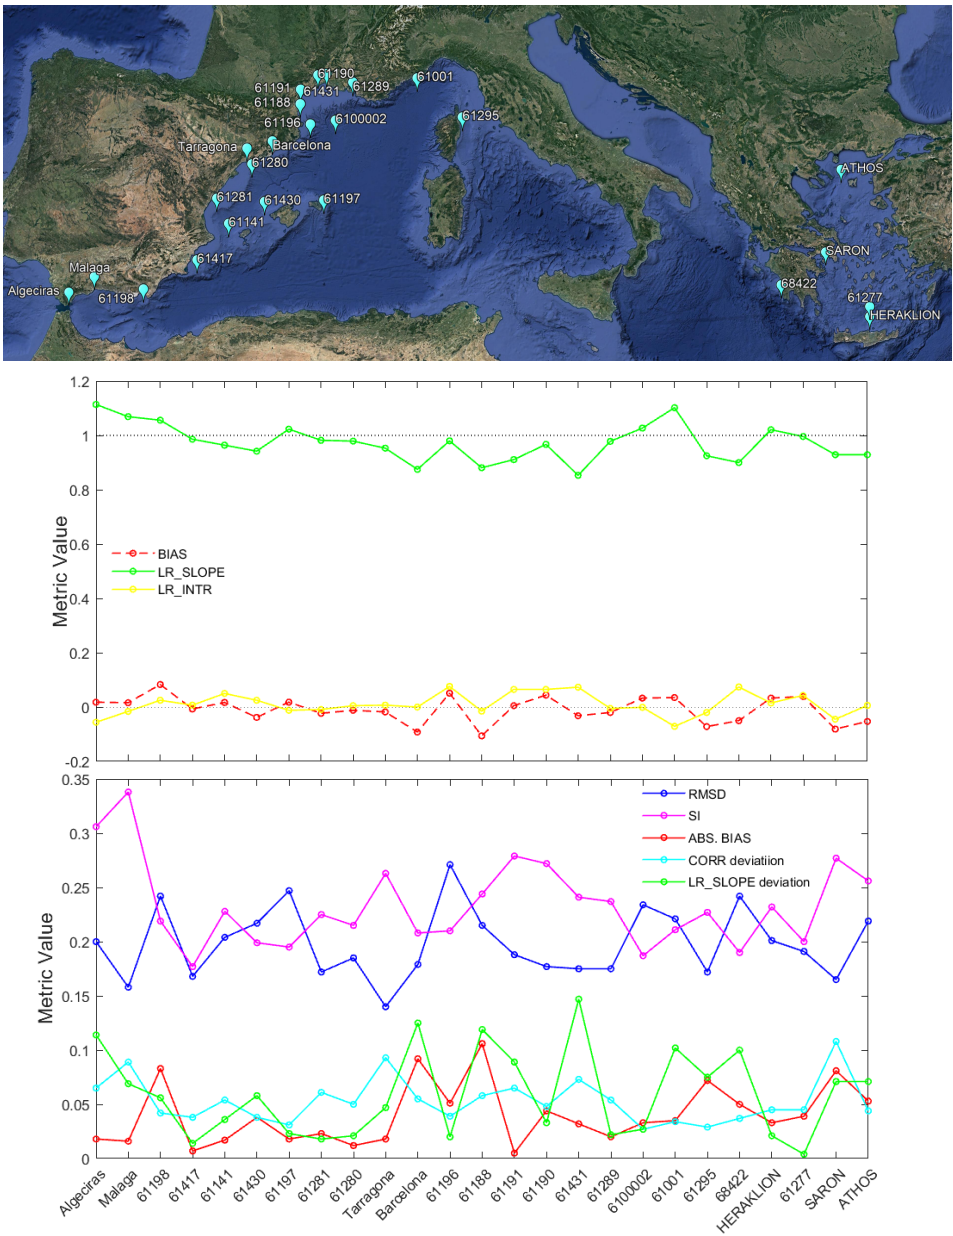 61190
61001
61191
61431
61289
61188
61196
6100002
61295
Tarragona
Barcelona
61280
ATHOS
61281
61430
61197
61141
SARON
61417
Malaga
68422
Algeciras
61198
61277
HERAKLION
1.2
1
0.8
0.6
0.4
0.2
0
-0.2
Metric Value
BIAS
LR_SLOPE
LR_INTR
0.35
0.3
0.25
0.2
0.15
0.1
0.05
0
Metric Value
RMSD
SI
ABS. BIAS
CORR deviatiion
LR_SLOPE deviation
Algeciras
Malaga
61198
61417
61141
61430
61197
61281
61280
Tarragona
Barcelona
61196
61188
61191
61190
61431
61289
6100002
61001
61295
68422
HERAKLION
61277
SARON
ATHOS